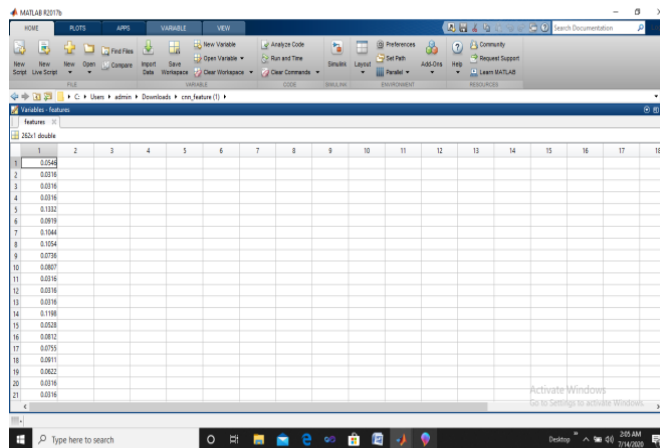 MATLAB R2017b
HOME PLOTS APPS VARIABLE VIEW Search Documentation
New Script
New Live Script
New
Open
Find Files
Compare
Import Data
Save Workspace
New Variable
Open Variable
Clear Workspace
Analyze Code
Run and Time
Clear Commands
Simulink
Layout
Preferences
Set Path
Parallel
Add-Ons
Help
Community
Request Support
Learn MATLAB
FILE VARIABLE CODE SIMULINK ENVIRONMENT RESOURCES
C: Users admin Downloads cnn_feature (1)
Variables - features
features
262x1 double
1 2 3 4 5 6 7 8 9 10 11 12 13 14 15 16 17 18
1 0.0546
2 0.0316
3 0.0316
4 0.0316
5 0.1332
6 0.0919
7 0.1044
8 0.1054
9 0.0736
10 0.0807
11 0.0316
12 0.0316
13 0.0316
14 0.1198
15 0.0528
16 0.0812
17 0.0755
18 0.0911
19 0.0622
20 0.0316
21 0.0316
Activate Windows
Go to Settings to activate Windows.
Type here to search
Desktop
2:05 AM
7/14/2020